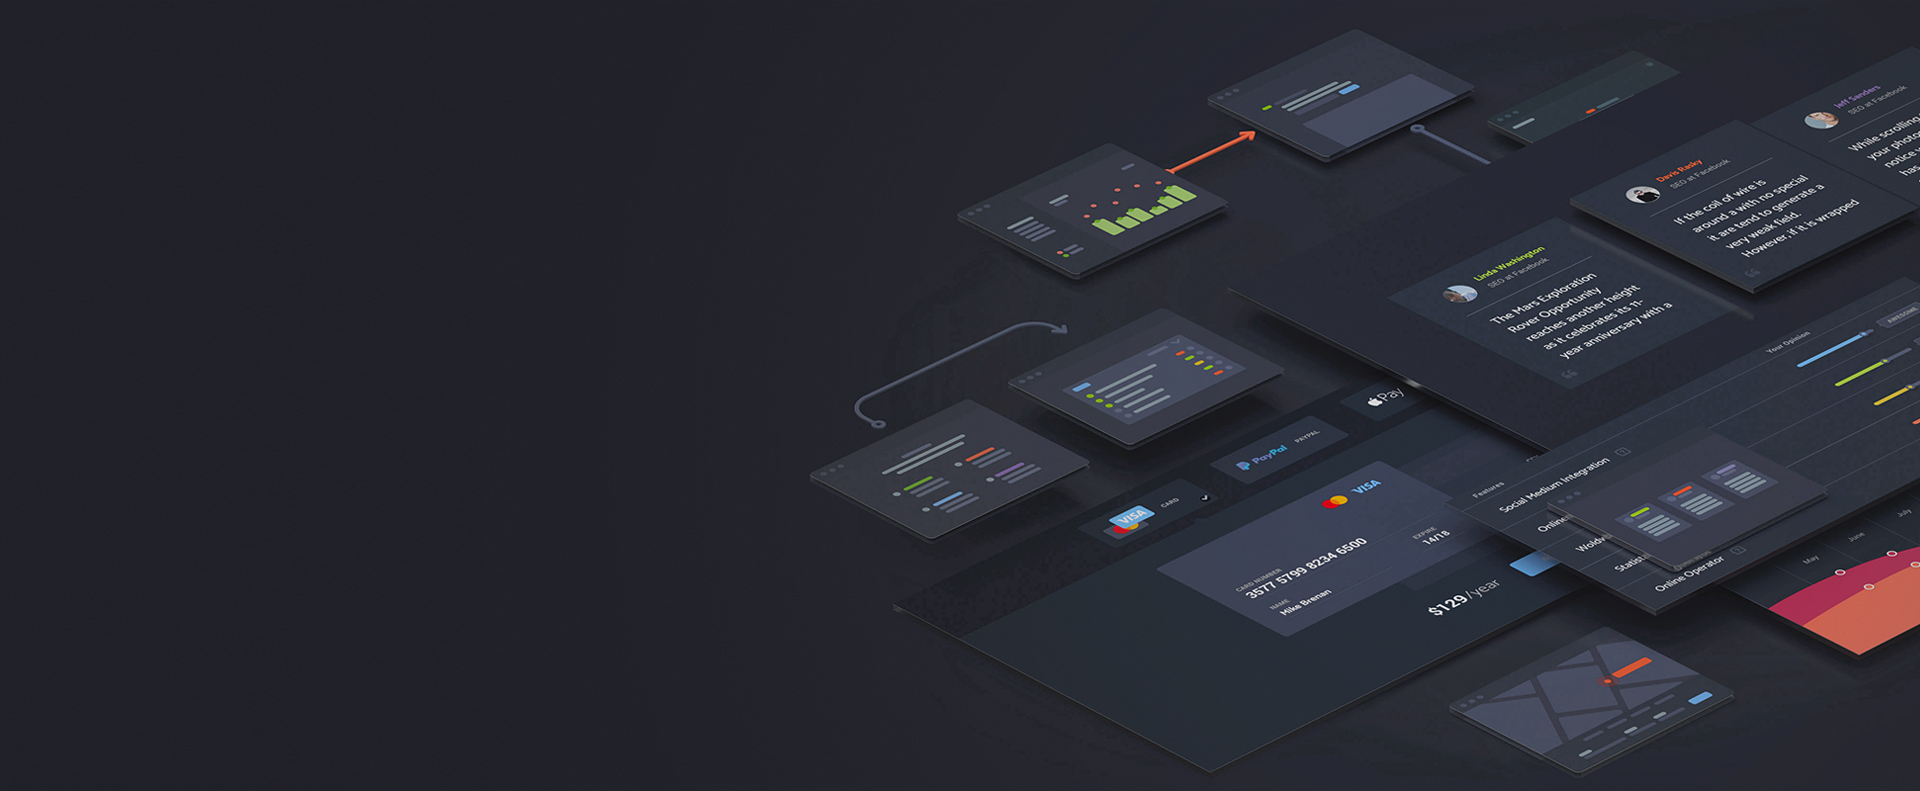 Jeff Sanders
SEO at Facebook
While scrolling
your photo
notice
has
Davis Rasky
SEO at Facebook
If the coil of wire is
around a with no special
it are tend to generate a
very weak field.
However, if it is wrapped
Linda Washington
SEO at Facebook
The Mars Exploration
Rover Opportunity
reaches another height
as it celebrates its 11-
year anniversary with a
Your Opinion
AWESOME
Pay
PayPal
PAYPAL
VISA
CARD
VISA
CARD NUMBER
3577 5799 8234 6500
EXPIRE
14/18
NAME
Mike Brenan
$129/year
Features
Social Medium Integration
Online
Statist
Online Operator
May
June
July